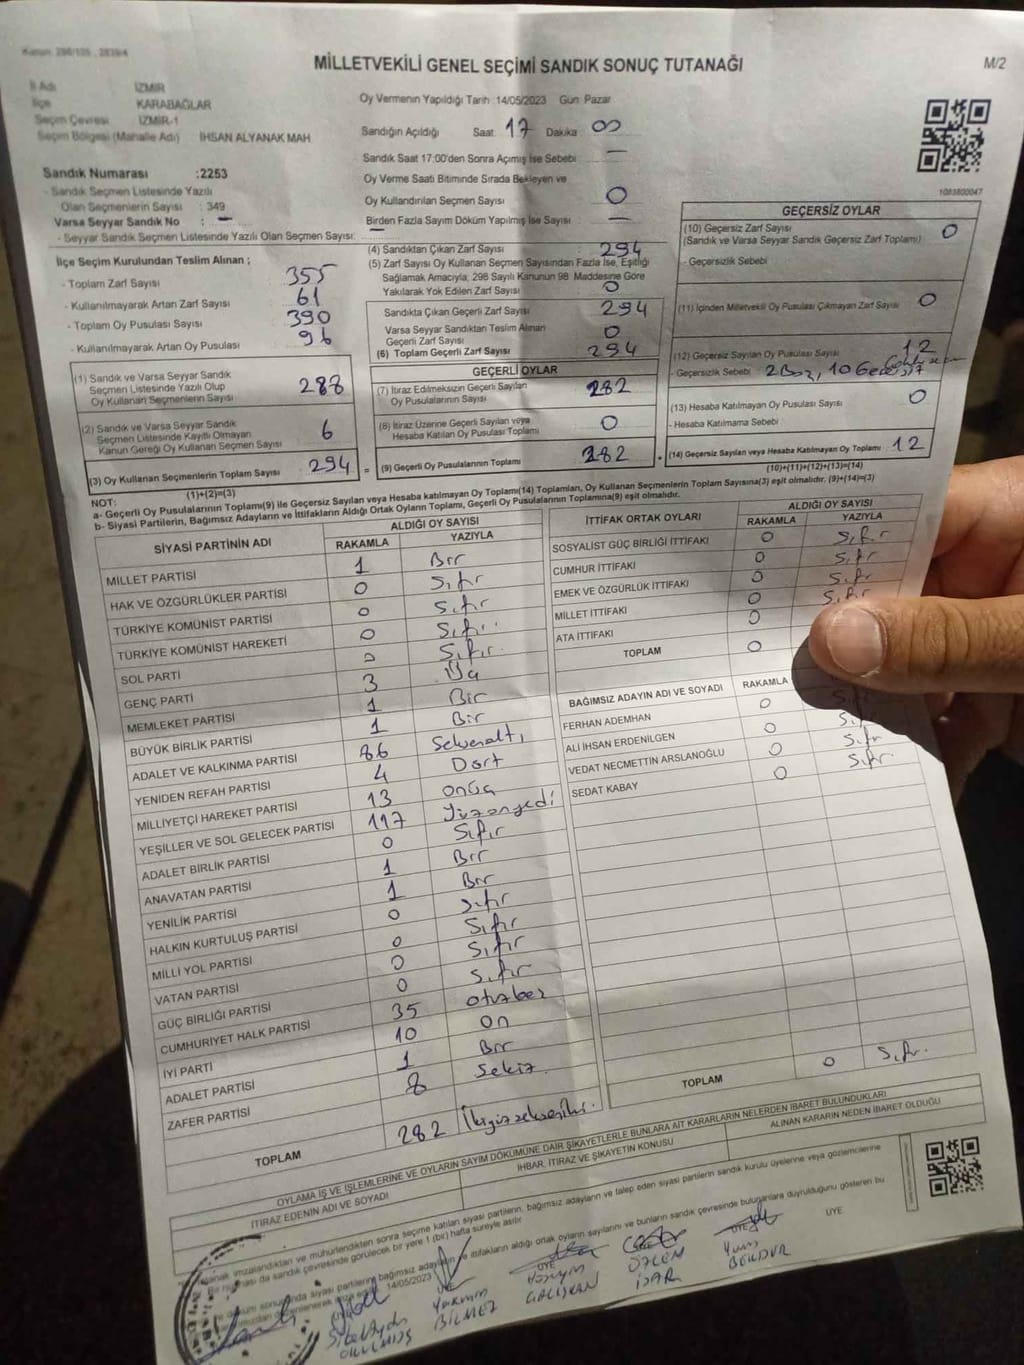 Kanun: 298/105 , 2839/4
MİLLETVEKİLİ GENEL SEÇİMİ SANDIK SONUÇ TUTANAĞI
M/2
İl Adı İZMİR
İlçe KARABAĞLAR
Seçim Çevresi İZMİR-1
Seçim Bölgesi (Mahalle Adı) İHSAN ALYANAK MAH
Sandık Numarası :2253
- Sandık Seçmen Listesinde Yazılı
Olan Seçmenlerin Sayısı : 349
Varsa Seyyar Sandık No : -
- Seyyar Sandık Seçmen Listesinde Yazılı Olan Seçmen Sayısı: -
Oy Vermenin Yapıldığı Tarih :14/05/2023 Gün Pazar
Sandığın Açıldığı Saat 17 Dakika 00
Sandık Saat 17:00'den Sonra Açılmış İse Sebebi -
Oy Verme Saati Bitiminde Sırada Bekleyen ve
Oy Kullandırılan Seçmen Sayısı 0
Birden Fazla Sayım Döküm Yapılmış İse Sayısı : -
1083800047
İlçe Seçim Kurulundan Teslim Alınan ;
- Toplam Zarf Sayısı 355
- Kullanılmayarak Artan Zarf Sayısı 61
- Toplam Oy Pusulası Sayısı 390
- Kullanılmayarak Artan Oy Pusulası 96
(1) Sandık ve Varsa Seyyar Sandık
Seçmen Listesinde Yazılı Olup
Oy Kullanan Seçmenlerin Sayısı 288
(2) Sandık ve Varsa Seyyar Sandık
Seçmen Listesinde Kayıtlı Olmayan
Kanun Gereği Oy Kullanan Seçmen Sayısı 6
(3) Oy Kullanan Seçmenlerin Toplam Sayısı 294 =
(1)+(2)=(3)
(4) Sandıktan Çıkan Zarf Sayısı : 294
(5) Zarf Sayısı Oy Kullanan Seçmen Sayısından Fazla İse, Eşitliği
Sağlamak Amacıyla, 298 Sayılı Kanunun 98 Maddesine Göre
Yakılarak Yok Edilen Zarf Sayısı 0
Sandıkta Çıkan Geçerli Zarf Sayısı 294
Varsa Seyyar Sandıktan Teslim Alınan
Geçerli Zarf Sayısı 0
(6) Toplam Geçerli Zarf Sayısı 294
GEÇERLİ OYLAR
(7) İtiraz Edilmeksizin Geçerli Sayılan
Oy Pusulalarının Sayısı 282
(8) İtiraz Üzerine Geçerli Sayılan veya
Hesaba Katılan Oy Pusulası Toplamı 0
(9) Geçerli Oy Pusulalarının Toplamı 282 +
GEÇERSİZ OYLAR
(10) Geçersiz Zarf Sayısı 0
(Sandık ve Varsa Seyyar Sandık Geçersiz Zarf Toplamı)
- Geçersizlik Sebebi
(11) İçinden Milletvekili Oy Pusulası Çıkmayan Zarf Sayısı 0
(12) Geçersiz Sayılan Oy Pusulası Sayısı 12
- Geçersizlik Sebebi 2 Boş, 10 Geçersiz
(13) Hesaba Katılmayan Oy Pusulası Sayısı 0
- Hesaba Katılmama Sebebi
(14) Geçersiz Sayılan veya Hesaba Katılmayan Oy Toplamı 12
(10)+(11)+(12)+(13)=(14)
NOT:
a- Geçerli Oy Pusulalarının Toplamı(9) ile Geçersiz Sayılan veya Hesaba katılmayan Oy Toplamı(14) Toplamları, Oy Kullanan Seçmenlerin Toplam Sayısına(3) eşit olmalıdır. (9)+(14)=(3)
b- Siyasi Partilerin, Bağımsız Adayların ve İttifakların Aldığı Ortak Oyların Toplamı, Geçerli Oy Pusulalarının Toplamına(9) eşit olmalıdır.
SİYASİ PARTİNİN ADI ALDIĞI OY SAYISI
RAKAMLA YAZIYLA
MİLLET PARTİSİ 1 Bir
HAK VE ÖZGÜRLÜKLER PARTİSİ 0 Sıfır
TÜRKİYE KOMÜNİST PARTİSİ 0 Sıfır
TÜRKİYE KOMÜNİST HAREKETİ 0 Sıfır
SOL PARTİ 0 Sıfır
GENÇ PARTİ 3 Üç
MEMLEKET PARTİSİ 1 Bir
BÜYÜK BİRLİK PARTİSİ 1 Bir
ADALET VE KALKINMA PARTİSİ 86 Seksenaltı
YENİDEN REFAH PARTİSİ 4 Dört
MİLLİYETÇİ HAREKET PARTİSİ 13 onüç
YEŞİLLER VE SOL GELECEK PARTİSİ 117 Yüzonyedi
ADALET BİRLİK PARTİSİ 0 Sıfır
ANAVATAN PARTİSİ 1 Bir
YENİLİK PARTİSİ 1 Bir
HALKIN KURTULUŞ PARTİSİ 0 Sıfır
MİLLİ YOL PARTİSİ 0 Sıfır
VATAN PARTİSİ 0 Sıfır
GÜÇ BİRLİĞİ PARTİSİ 0 Sıfır
CUMHURİYET HALK PARTİSİ 35 otuzbeş
İYİ PARTİ 10 on
ADALET PARTİSİ 1 Bir
ZAFER PARTİSİ 8 Sekiz
TOPLAM 282 İkiyüzsekseniki
İTTİFAK ORTAK OYLARI ALDIĞI OY SAYISI
RAKAMLA YAZIYLA
SOSYALİST GÜÇ BİRLİĞİ İTTİFAKI 0 Sıfır
CUMHUR İTTİFAKI 0 Sıfır
EMEK VE ÖZGÜRLÜK İTTİFAKI 0 Sıfır
MİLLET İTTİFAKI 0 Sıfır
ATA İTTİFAKI 0
TOPLAM 0
BAĞIMSIZ ADAYIN ADI VE SOYADI RAKAMLA
FERHAN ADEMHAN 0 Sıfır
ALİ İHSAN ERDENİLGEN 0 Sıfır
VEDAT NECMETTİN ARSLANOĞLU 0 Sıfır
SEDAT KABAY 0 Sıfır
TOPLAM 0 Sıfır
OYLAMA İŞ VE İŞLEMLERİNE VE OYLARIN SAYIM DÖKÜMÜNE DAİR ŞİKAYETLERLE BUNLARA AİT KARARLARIN NELERDEN İBARET BULUNDUKLARI
İTİRAZ EDENİN ADI VE SOYADI İHBAR, İTİRAZ VE ŞİKAYETİN KONUSU ALINAN KARARIN NEDEN İBARET OLDUĞU
imzalandıktan ve mühürlendikten sonra seçime katılan siyasi partilerin, bağımsız adayların ve talep eden siyasi partilerin sandık kurulu üyelerine veya gözlemcilerine
da sandık çevresinde görülecek bir yere 1 (bir) hafta süreyle asılır
döküm sonucunda siyasi partilerin, bağımsız adayların ve ittifakların aldığı ortak oyların sayılarını ve bunların sandık çevresinde bulunanlara duyurulduğunu gösteren bu
14/05/2023
ÜYE ÜYE ÜYE ÜYE ÜYE
BİLMEZ
ÇALIŞKAN
ÖZLEM